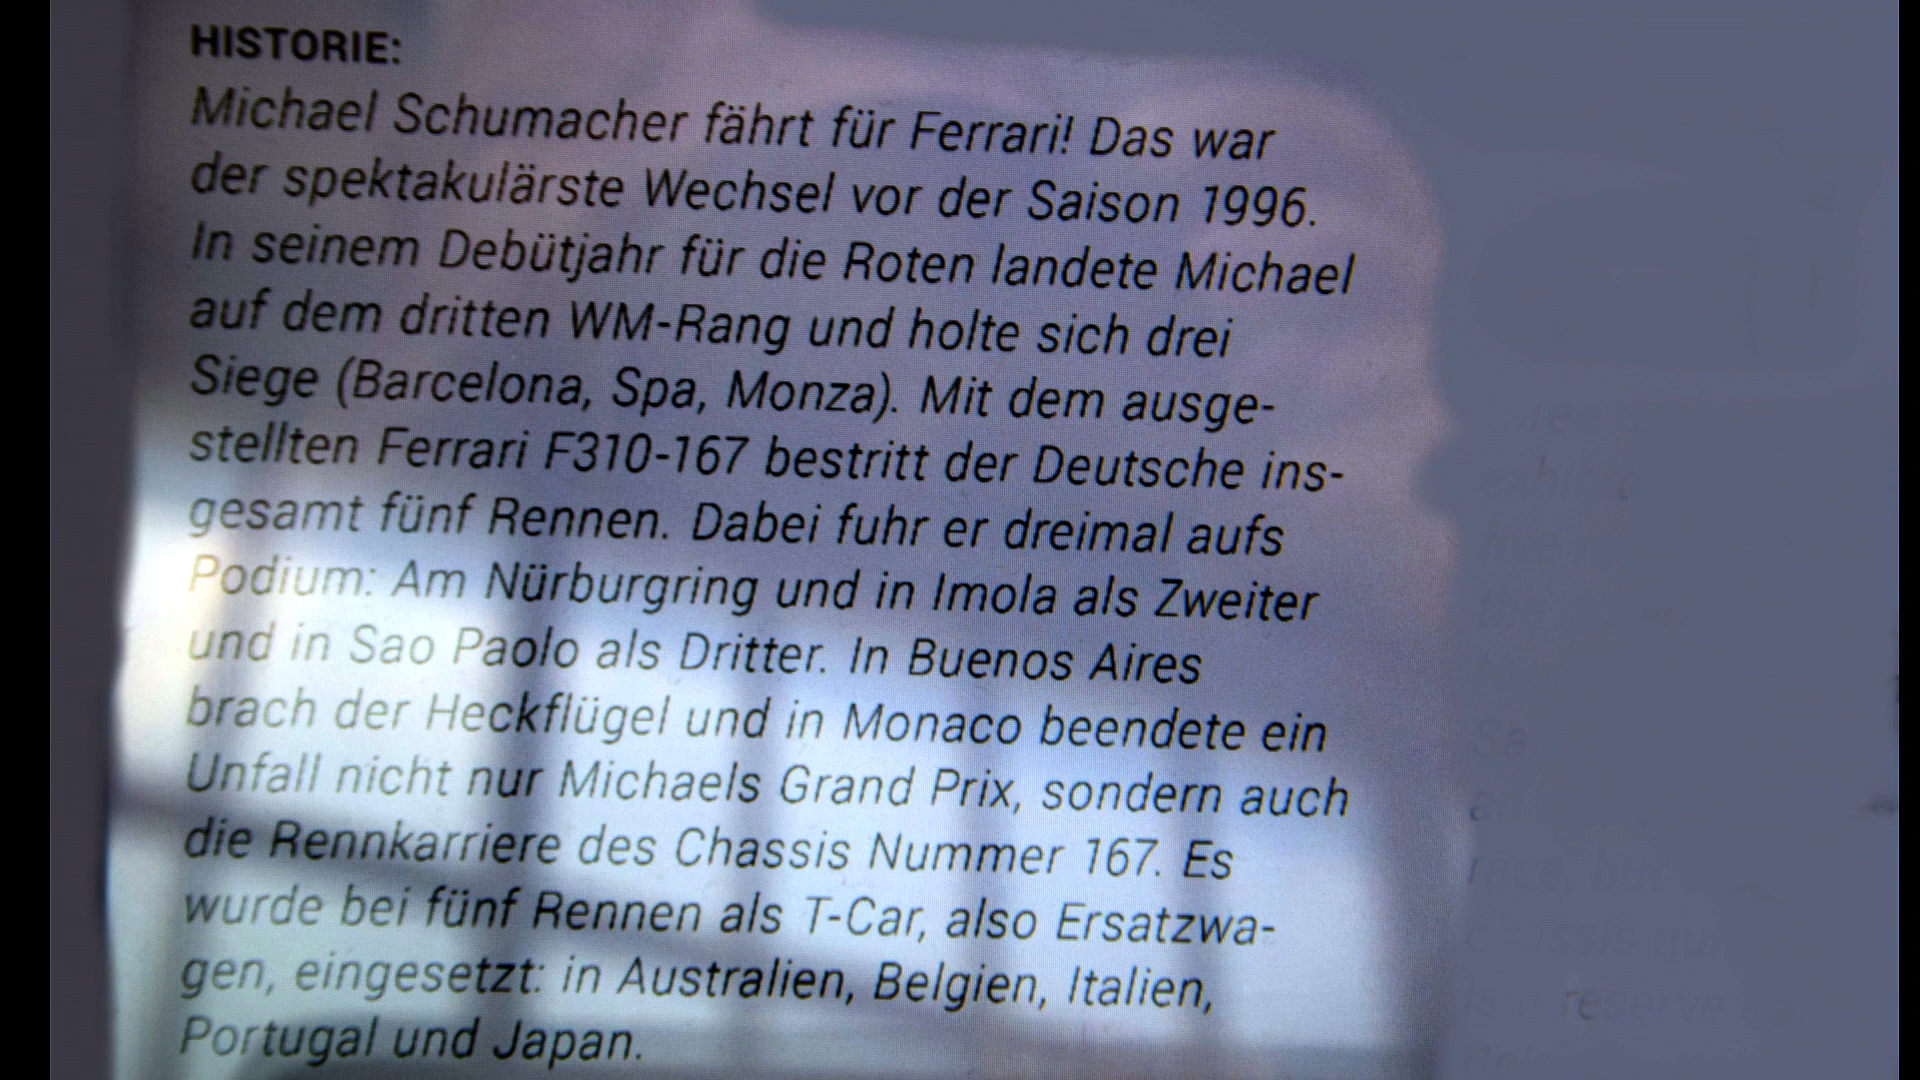 HISTORIE:
Michael Schumacher fährt für Ferrari! Das war
der spektakulärste Wechsel vor der Saison 1996.
In seinem Debütjahr für die Roten landete Michael
auf dem dritten WM-Rang und holte sich drei
Siege (Barcelona, Spa, Monza). Mit dem ausge-
stellten Ferrari F310-167 bestritt der Deutsche ins-
gesamt fünf Rennen. Dabei fuhr er dreimal aufs
Podium: Am Nürburgring und in Imola als Zweiter
und in Sao Paolo als Dritter. In Buenos Aires
brach der Heckflügel und in Monaco beendete ein
Unfall nicht nur Michaels Grand Prix, sondern auch
die Rennkarriere des Chassis Nummer 167. Es
wurde bei fünf Rennen als T-Car, also Ersatzwa-
gen, eingesetzt: in Australien, Belgien, Italien,
Portugal und Japan.